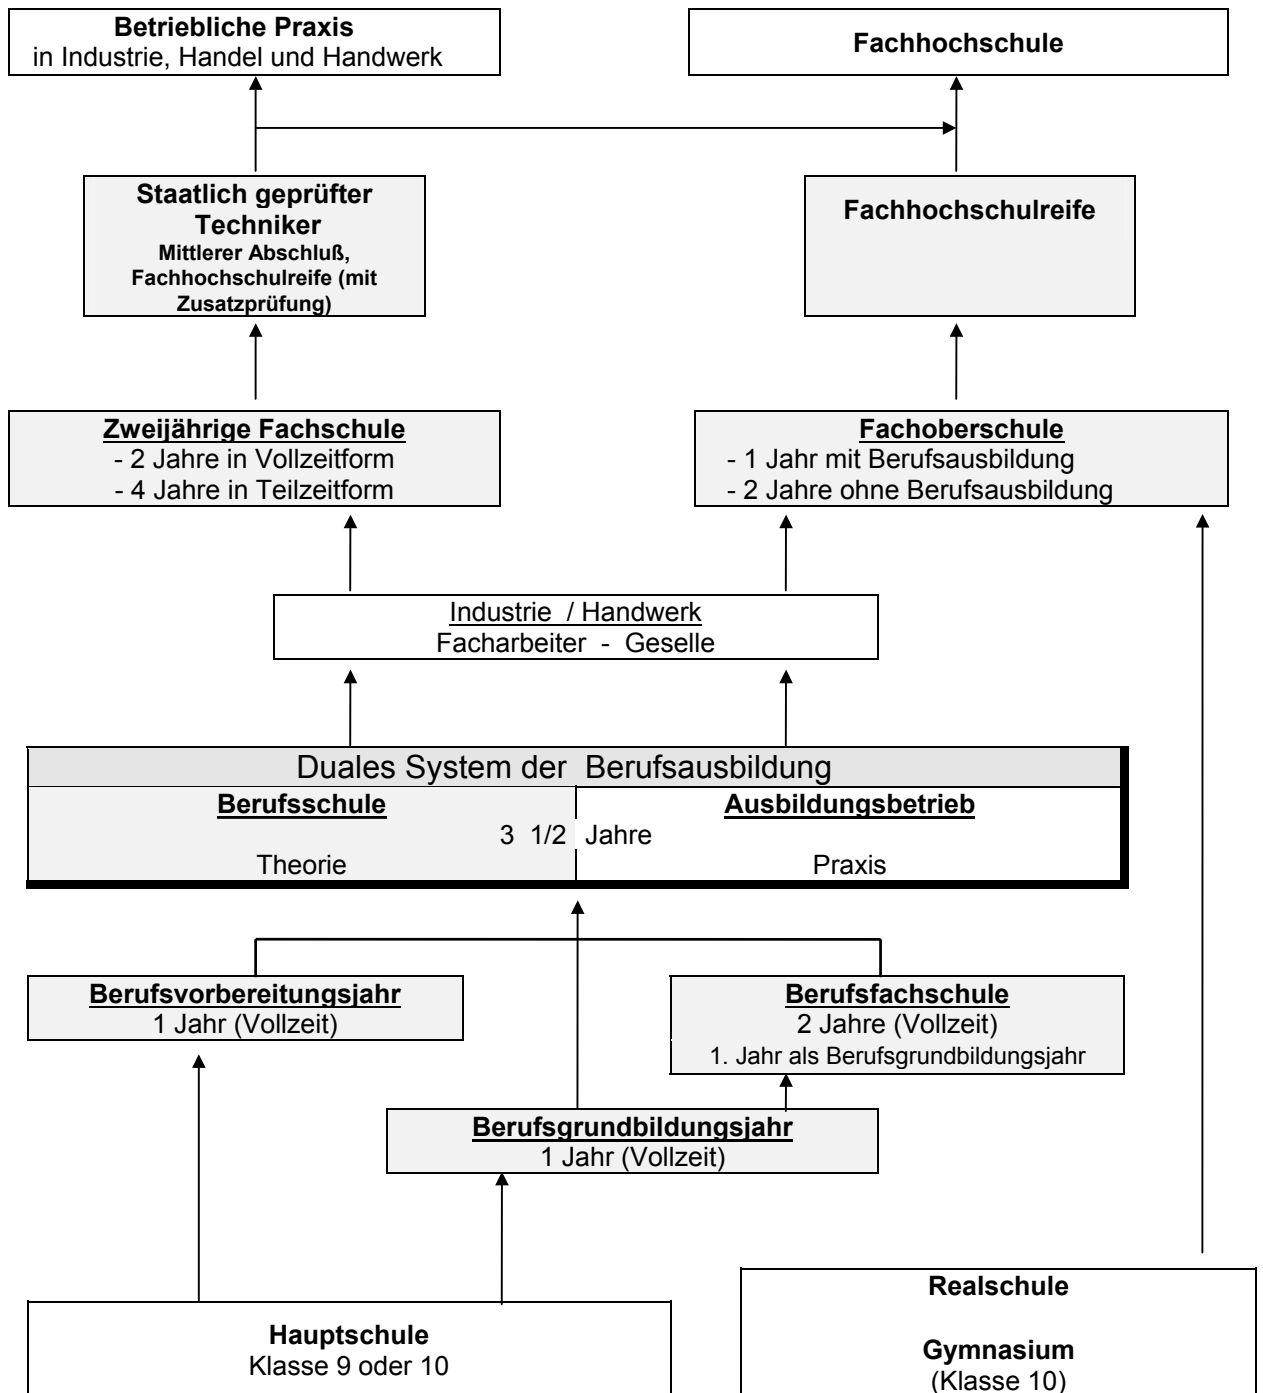 Betriebliche Praxis
in Industrie, Handel und Handwerk
Fachhochschule
Staatlich geprüfter
Techniker
Mittlerer Abschluß,
Fachhochschulreife (mit
Zusatzprüfung)
Fachhochschulreife
Zweijährige Fachschule
- 2 Jahre in Vollzeitform
- 4 Jahre in Teilzeitform
Fachoberschule
- 1 Jahr mit Berufsausbildung
- 2 Jahre ohne Berufsausbildung
Industrie / Handwerk
Facharbeiter - Geselle
Duales System der Berufsausbildung
Berufsschule
Ausbildungsbetrieb
3 1/2 Jahre
Theorie
Praxis
Berufsvorbereitungsjahr
1 Jahr (Vollzeit)
Berufsfachschule
2 Jahre (Vollzeit)
1. Jahr als Berufsgrundbildungsjahr
Berufsgrundbildungsjahr
1 Jahr (Vollzeit)
Hauptschule
Klasse 9 oder 10
Realschule
Gymnasium
(Klasse 10)